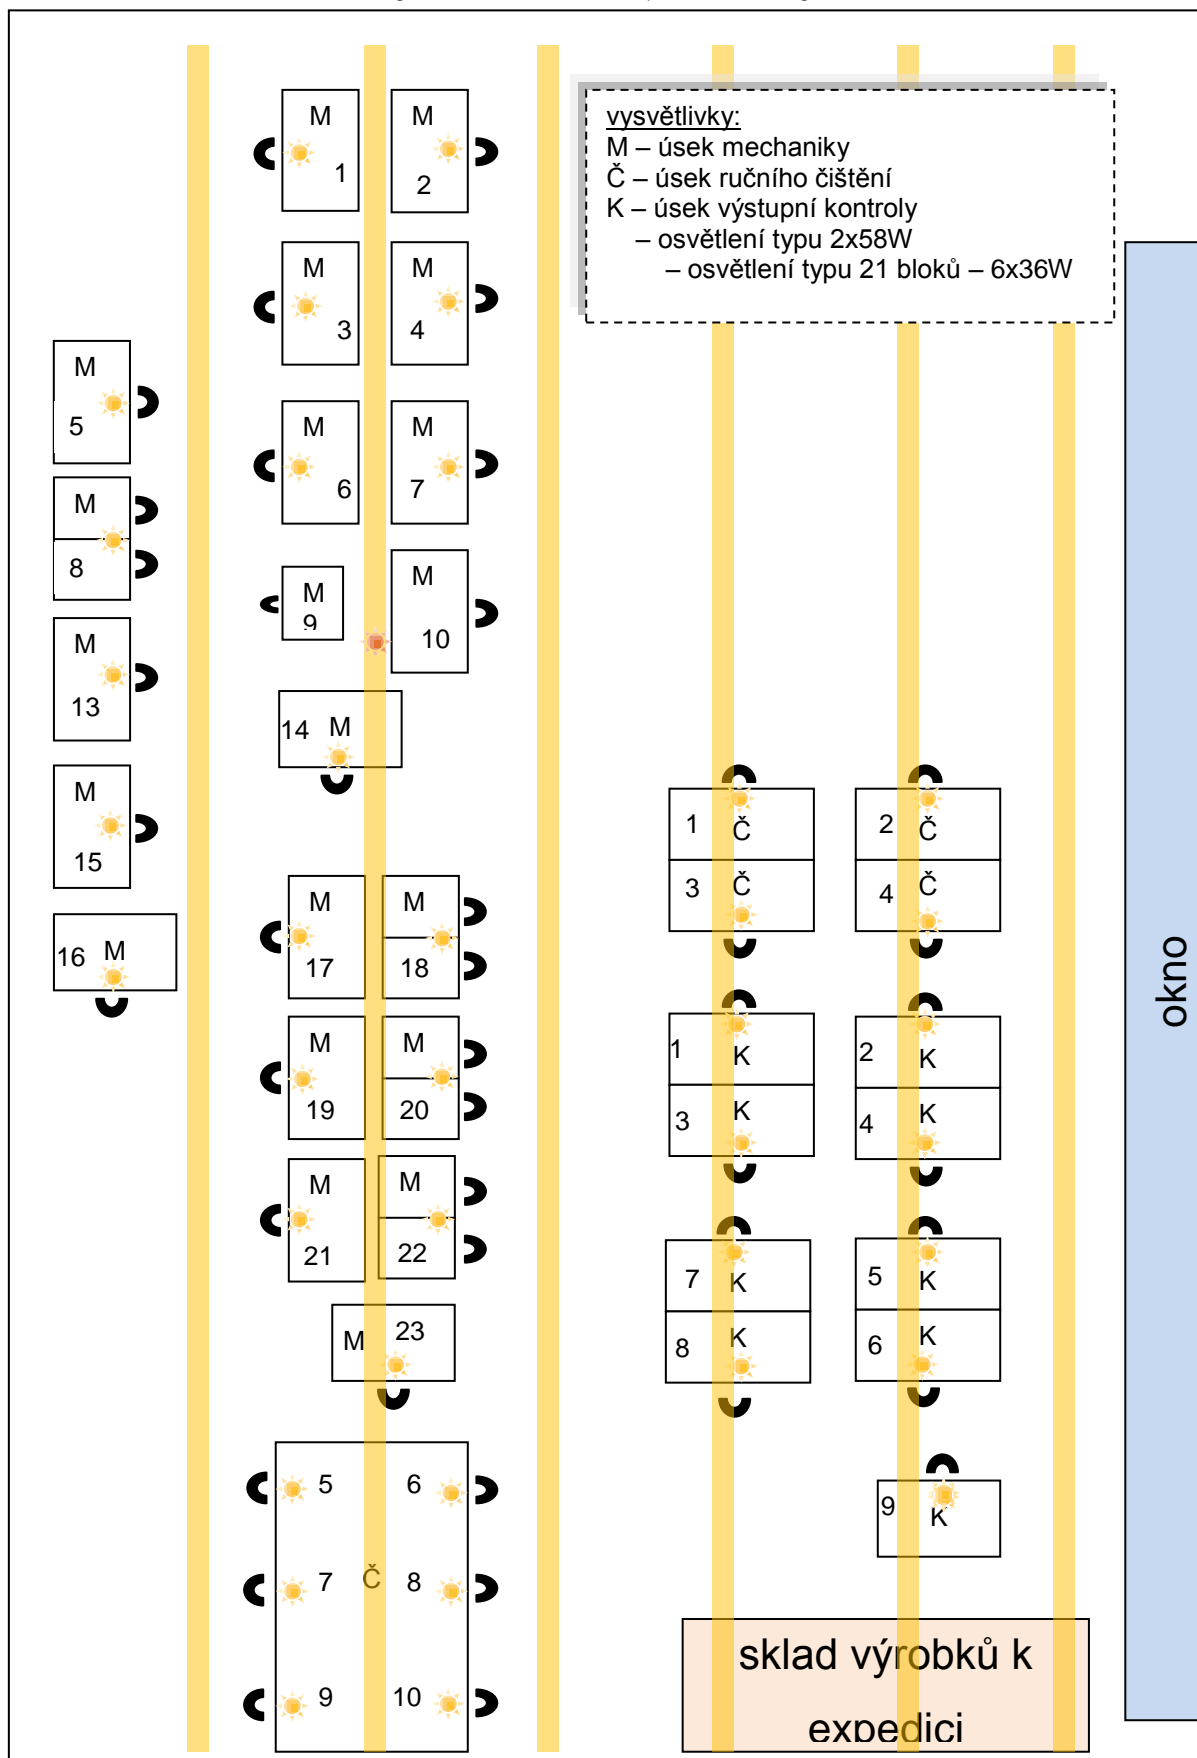 vysvětlivky:
M – úsek mechaniky
Č – úsek ručního čištění
K – úsek výstupní kontroly
– osvětlení typu 2x58W
– osvětlení typu 21 bloků – 6x36W
M
1
M
2
M
3
M
4
M
5
M
6
M
7
M
8
M
9
M
10
M
13
14 M
M
15
16 M
M
17
M
18
M
19
M
20
M
21
M
22
M 23
1 Č
2 Č
3 Č
4 Č
1 K
2 K
3 K
4 K
7 K
5 K
8 K
6 K
9 K
5 6
7 Č 8
9 10
okno
sklad výrobků k
expedici